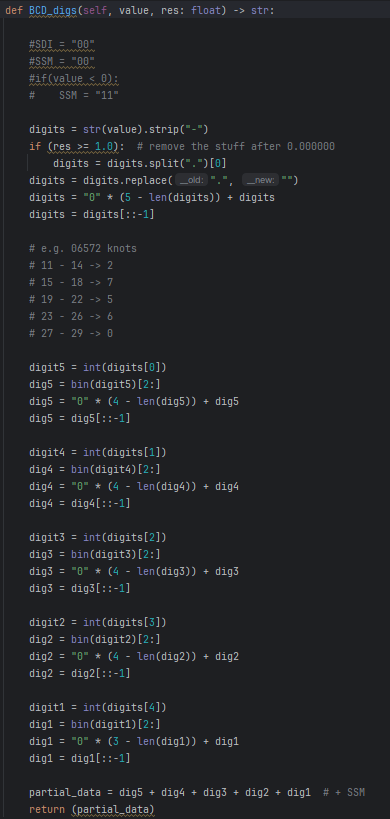 def BCD_digs(self, value, res: float) -> str:
#SDI = "00"
#SSM = "00"
#if(value < 0):
#    SSM = "11"
digits = str(value).strip("-")
if (res >= 1.0):  # remove the stuff after 0.000000
digits = digits.split(".")[0]
digits = digits.replace( __old: ".",  __new: "")
digits = "0" * (5 - len(digits)) + digits
digits = digits[::-1]
# e.g. 06572 knots
# 11 - 14 -> 2
# 15 - 18 -> 7
# 19 - 22 -> 5
# 23 - 26 -> 6
# 27 - 29 -> 0
digit5 = int(digits[0])
dig5 = bin(digit5)[2:]
dig5 = "0" * (4 - len(dig5)) + dig5
dig5 = dig5[::-1]
digit4 = int(digits[1])
dig4 = bin(digit4)[2:]
dig4 = "0" * (4 - len(dig4)) + dig4
dig4 = dig4[::-1]
digit3 = int(digits[2])
dig3 = bin(digit3)[2:]
dig3 = "0" * (4 - len(dig3)) + dig3
dig3 = dig3[::-1]
digit2 = int(digits[3])
dig2 = bin(digit2)[2:]
dig2 = "0" * (4 - len(dig2)) + dig2
dig2 = dig2[::-1]
digit1 = int(digits[4])
dig1 = bin(digit1)[2:]
dig1 = "0" * (3 - len(dig1)) + dig1
dig1 = dig1[::-1]
partial_data = dig5 + dig4 + dig3 + dig2 + dig1  # + SSM
return (partial_data)